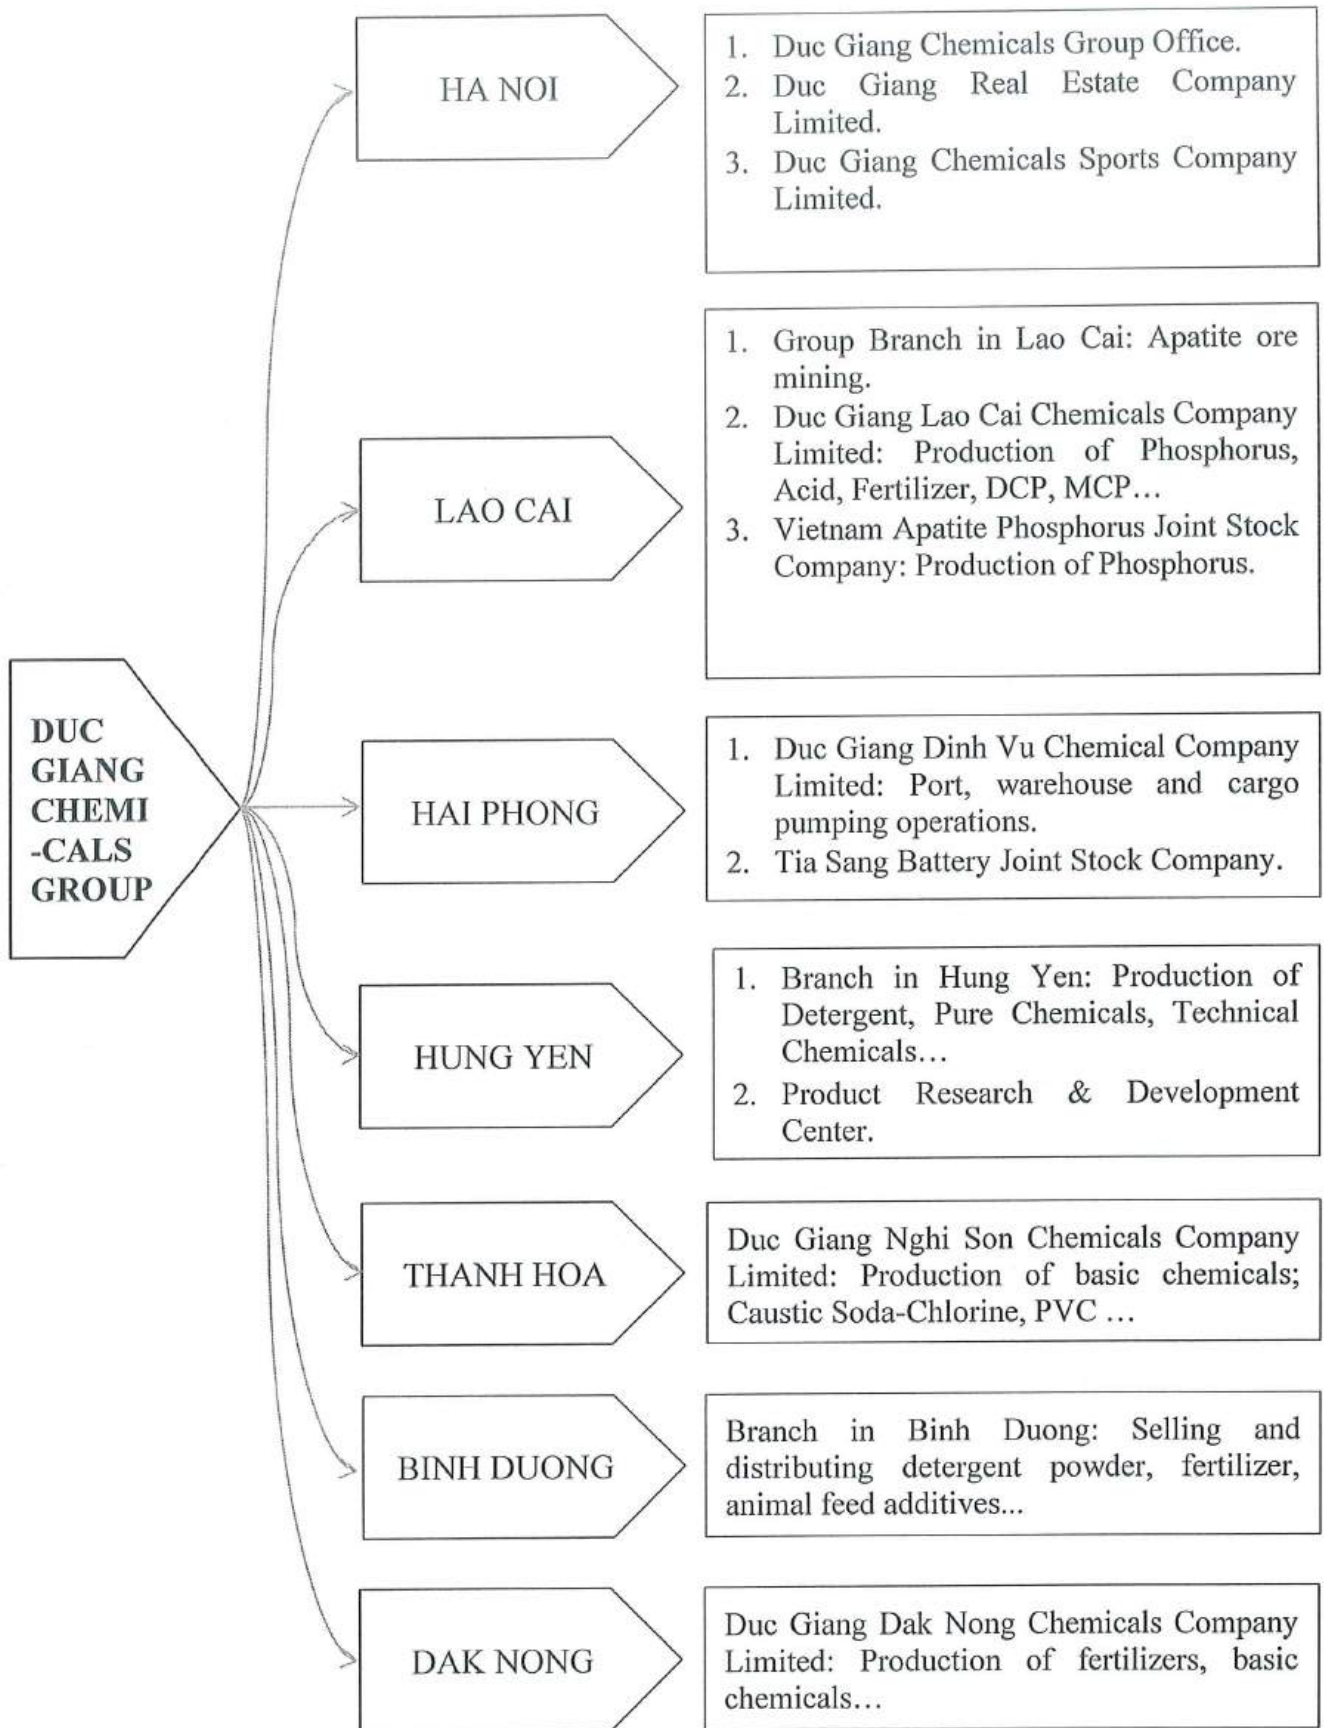 DUC
GIANG
CHEMI
-CALS
GROUP
HA NOI
1. Duc Giang Chemicals Group Office.
2. Duc Giang Real Estate Company
Limited.
3. Duc Giang Chemicals Sports Company
Limited.
LAO CAI
1. Group Branch in Lao Cai: Apatite ore
mining.
2. Duc Giang Lao Cai Chemicals Company
Limited: Production of Phosphorus,
Acid, Fertilizer, DCP, MCP…
3. Vietnam Apatite Phosphorus Joint Stock
Company: Production of Phosphorus.
HAI PHONG
1. Duc Giang Dinh Vu Chemical Company
Limited: Port, warehouse and cargo
pumping operations.
2. Tia Sang Battery Joint Stock Company.
HUNG YEN
1. Branch in Hung Yen: Production of
Detergent, Pure Chemicals, Technical
Chemicals…
2. Product Research & Development
Center.
THANH HOA
Duc Giang Nghi Son Chemicals Company
Limited: Production of basic chemicals;
Caustic Soda-Chlorine, PVC …
BINH DUONG
Branch in Binh Duong: Selling and
distributing detergent powder, fertilizer,
animal feed additives...
DAK NONG
Duc Giang Dak Nong Chemicals Company
Limited: Production of fertilizers, basic
chemicals…